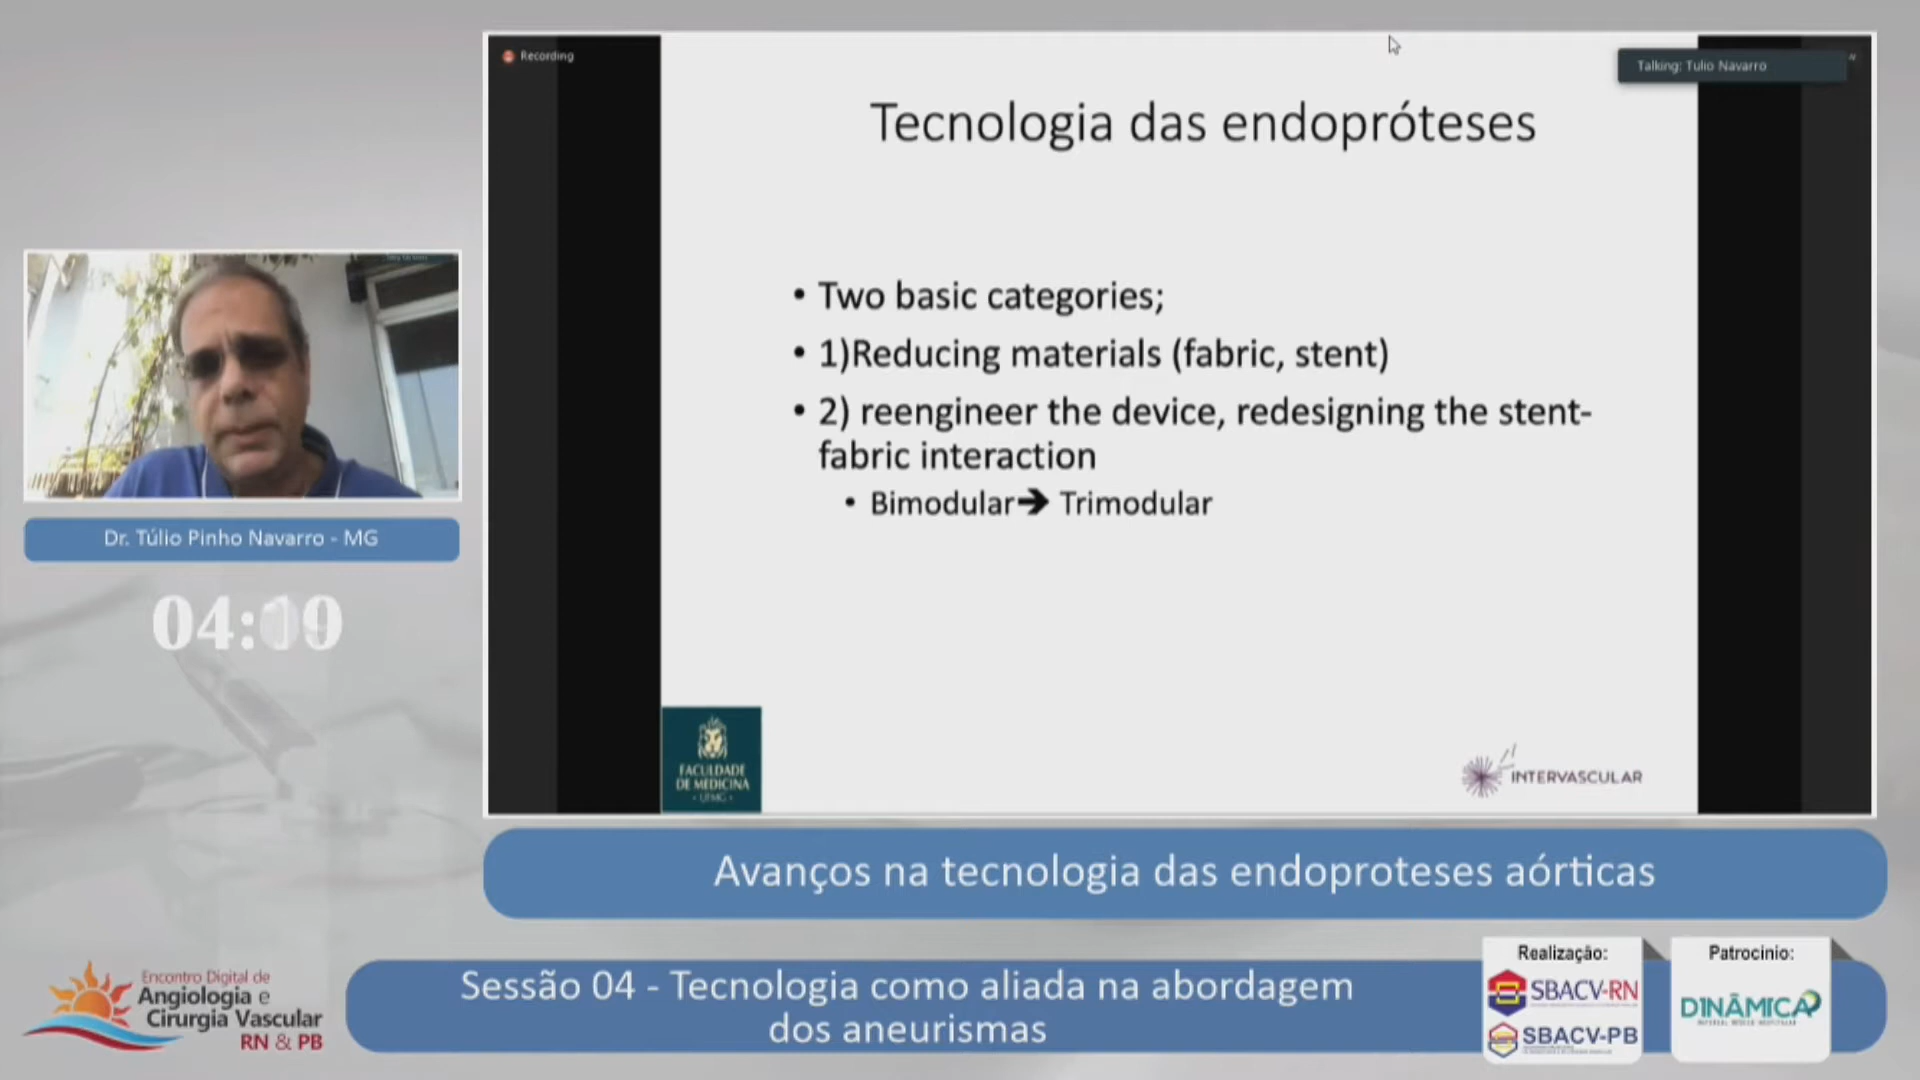 Recording
Talking: Tulio Navarro
Tecnologia das endopróteses
• Two basic categories;
• 1)Reducing materials (fabric, stent)
• 2) reengineer the device, redesigning the stent-
fabric interaction
• Bimodular➔ Trimodular
FACULDADE
DE MEDICINA
• UFMG •
INTERVASCULAR
Dr. Túlio Pinho Navarro - MG
Avanços na tecnologia das endoproteses aórticas
Encontro Digital de
Angiologia e
Cirurgia Vascular
RN & PB
Sessão 04 - Tecnologia como aliada na abordagem
dos aneurismas
Realização:
SBACV-RN
SBACV-PB
Patrocinio:
DINÂMICA